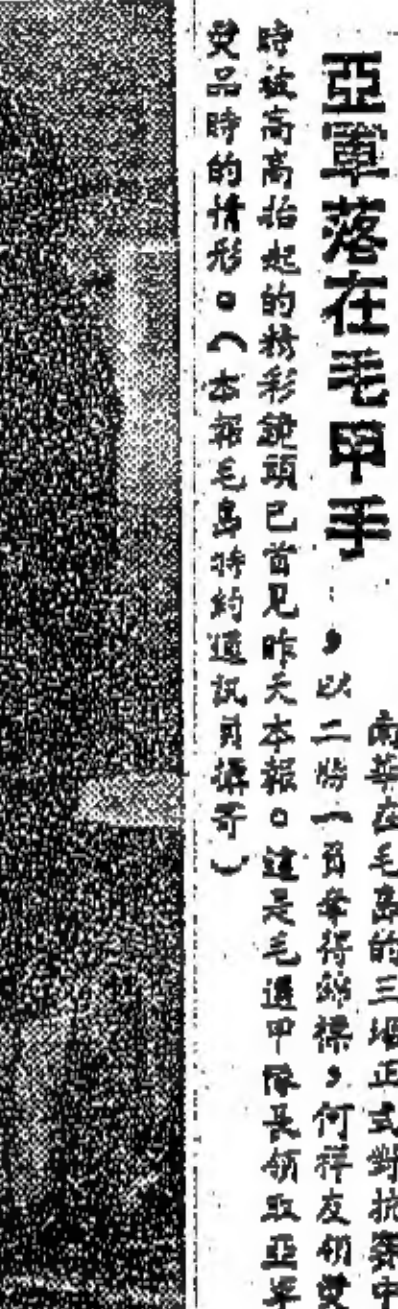 亞軍落在毛甲手
南華在毛島的三場正式對抗賽中
，以二勝一負奪得錦標，何祥友領獎
時被高高抬起的精彩鏡頭已首見昨天本報。這是毛選甲隊長領取亞軍
獎品時的情形。（本報毛島特約通訊員攝寄）